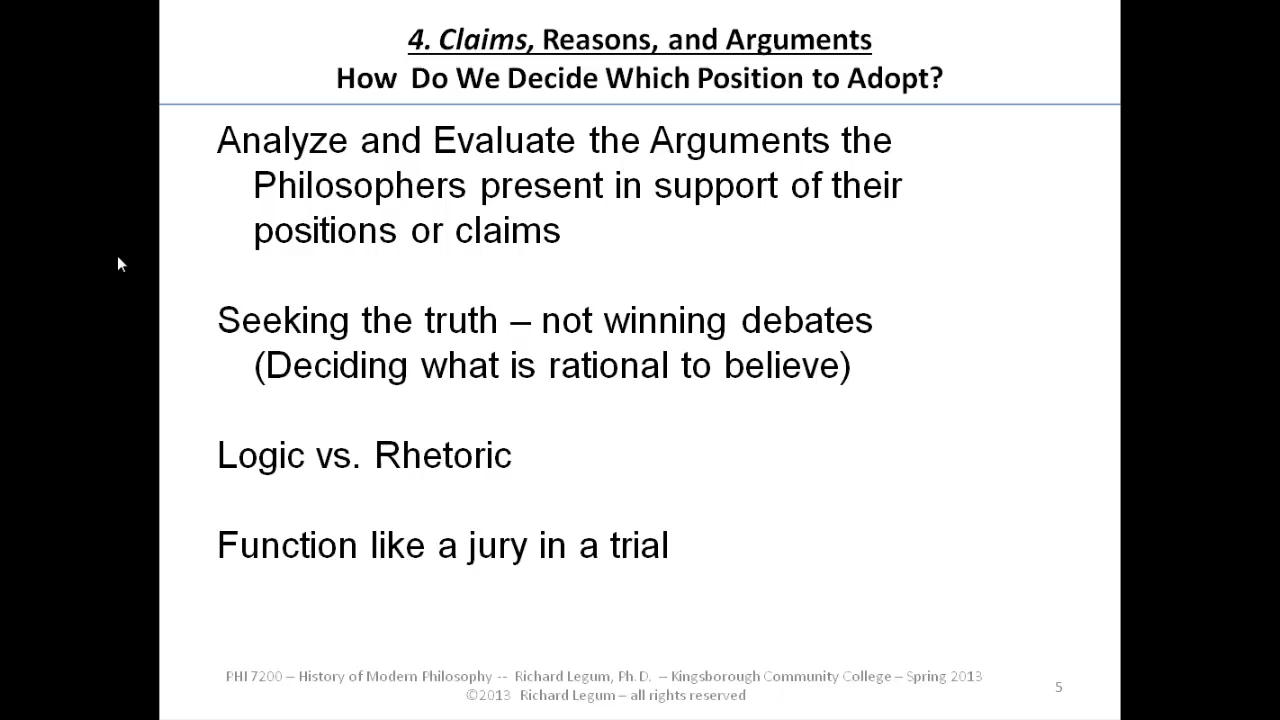 4. Claims, Reasons, and Arguments
How Do We Decide Which Position to Adopt?
Analyze and Evaluate the Arguments the
Philosophers present in support of their
positions or claims
Seeking the truth – not winning debates
(Deciding what is rational to believe)
Logic vs. Rhetoric
Function like a jury in a trial
PHI 7200 – History of Modern Philosophy -- Richard Legum, Ph. D. – Kingsborough Community College – Spring 2013
©2013 Richard Legum – all rights reserved
5